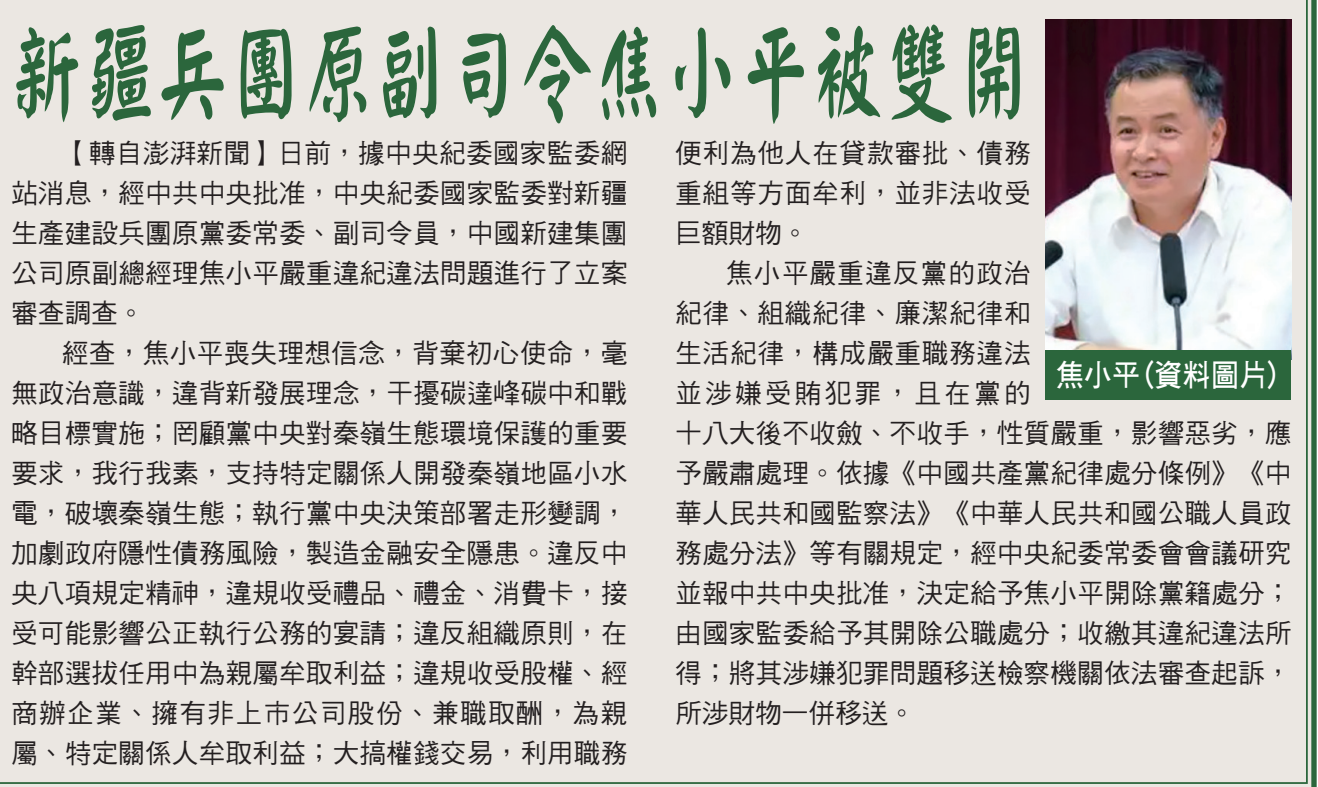 新疆兵團原副司令焦小平被雙開
【轉自澎湃新聞】日前，據中央紀委國家監委網
站消息，經中共中央批准，中央紀委國家監委對新疆
生產建設兵團原黨委常委、副司令員，中國新建集團
公司原副總經理焦小平嚴重違紀違法問題進行了立案
審查調查。
經查，焦小平喪失理想信念，背棄初心使命，毫
無政治意識，違背新發展理念，干擾碳達峰碳中和戰
略目標實施；罔顧黨中央對秦嶺生態環境保護的重要
要求，我行我素，支持特定關係人開發秦嶺地區小水
電，破壞秦嶺生態；執行黨中央決策部署走形變調，
加劇政府隱性債務風險，製造金融安全隱患。違反中
央八項規定精神，違規收受禮品、禮金、消費卡，接
受可能影響公正執行公務的宴請；違反組織原則，在
幹部選拔任用中為親屬牟取利益；違規收受股權、經
商辦企業、擁有非上市公司股份、兼職取酬，為親
屬、特定關係人牟取利益；大搞權錢交易，利用職務
便利為他人在貸款審批、債務
重組等方面牟利，並非法收受
巨額財物。
焦小平嚴重違反黨的政治
紀律、組織紀律、廉潔紀律和
生活紀律，構成嚴重職務違法
並涉嫌受賄犯罪，且在黨的
十八大後不收斂、不收手，性質嚴重，影響惡劣，應
予嚴肅處理。依據《中國共產黨紀律處分條例》《中
華人民共和國監察法》《中華人民共和國公職人員政
務處分法》等有關規定，經中央紀委常委會會議研究
並報中共中央批准，決定給予焦小平開除黨籍處分；
由國家監委給予其開除公職處分；收繳其違紀違法所
得；將其涉嫌犯罪問題移送檢察機關依法審查起訴，
所涉財物一併移送。
焦小平(資料圖片)